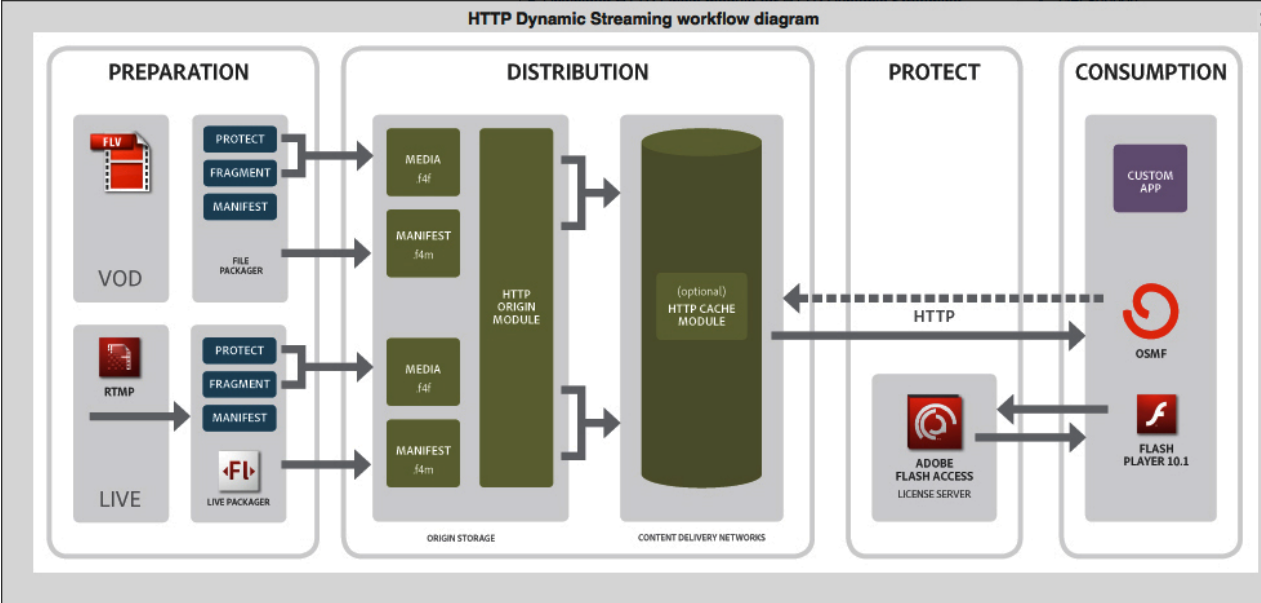 HTTP Dynamic Streaming workflow diagram
PREPARATION
FLV
VOD
PROTECT
FRAGMENT
MANIFEST
FILE
PACKAGER
RTMP
LIVE
PROTECT
FRAGMENT
MANIFEST
Fl
LIVE PACKAGER
DISTRIBUTION
MEDIA
.f4f
MANIFEST
.f4m
MEDIA
.f4f
MANIFEST
.f4m
HTTP
ORIGIN
MODULE
ORIGIN STORAGE
(optional)
HTTP CACHE
MODULE
CONTENT DELIVERY NETWORKS
PROTECT
HTTP
ADOBE
FLASH ACCESS
LICENSE SERVER
CONSUMPTION
CUSTOM
APP
OSMF
FLASH
PLAYER 10.1